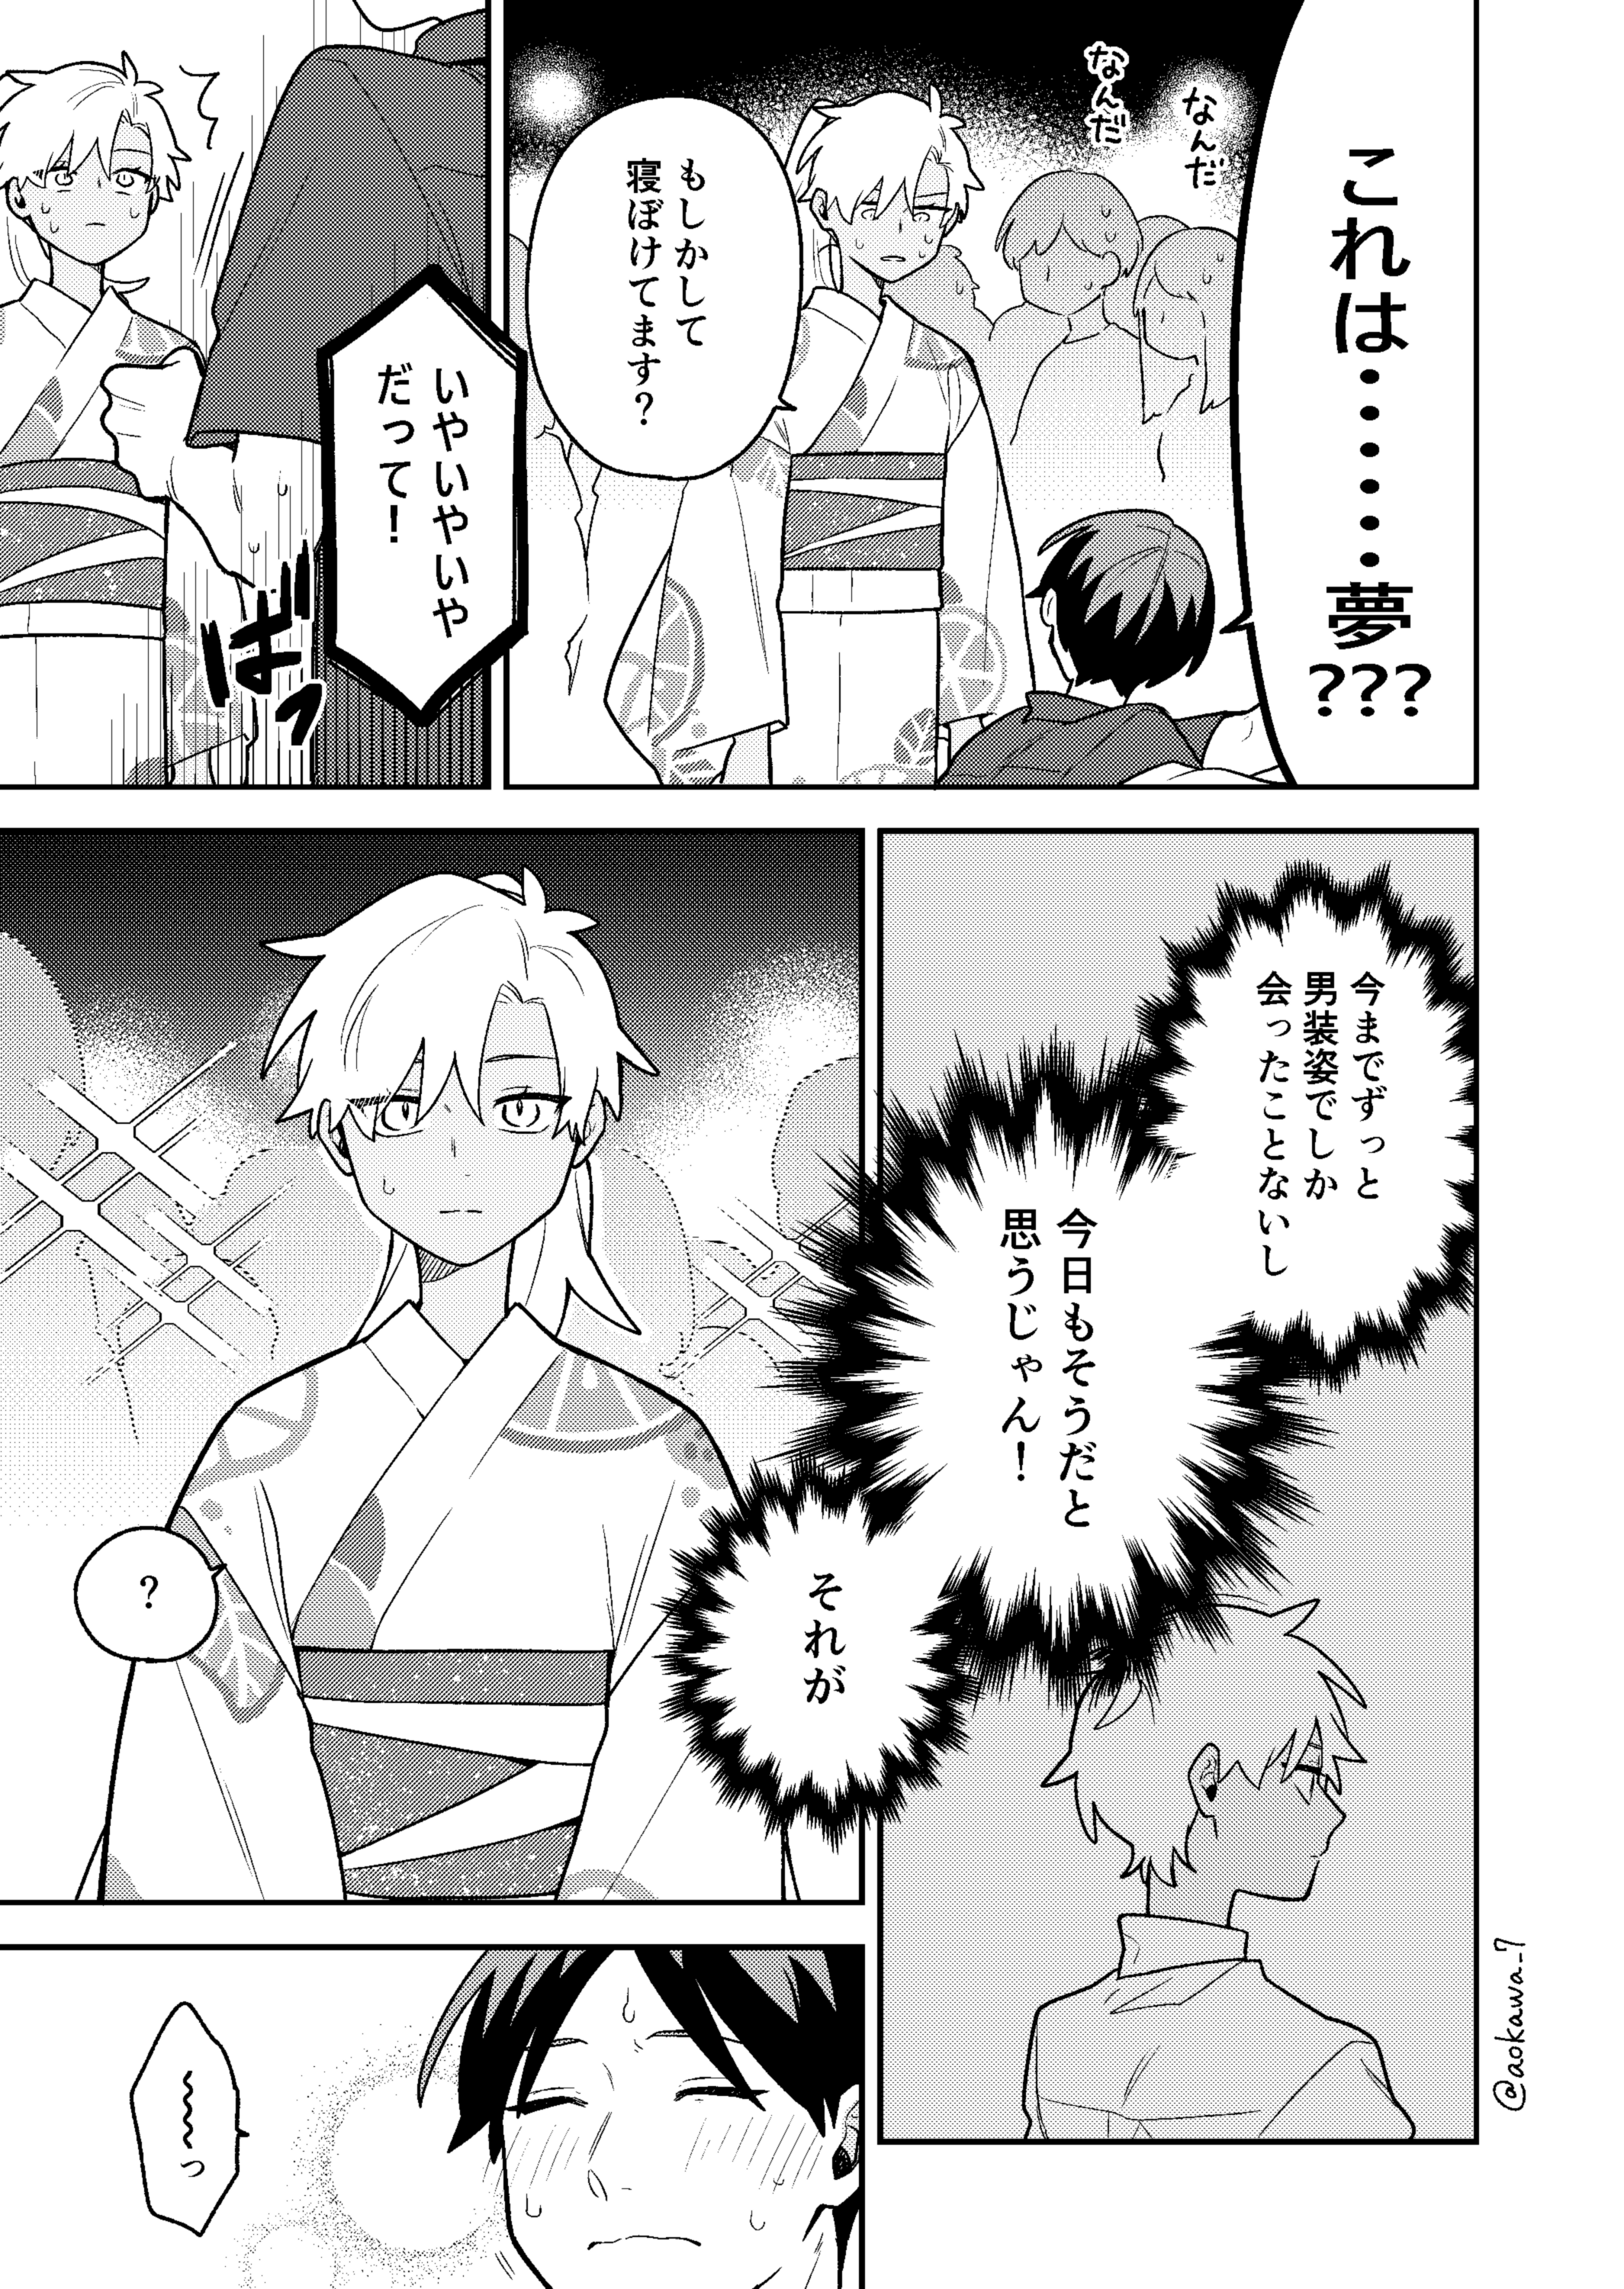 これは・・・・・・夢
???
なんだ
なんだ
もしかして
寝ぼけてます?
いやいやいや
だって!
ばっ
今までずっと
男装姿でしか
会ったことないし
今日もそうだと
思うじゃん!
それが
?
〜〜〜っ
@aokawa_7